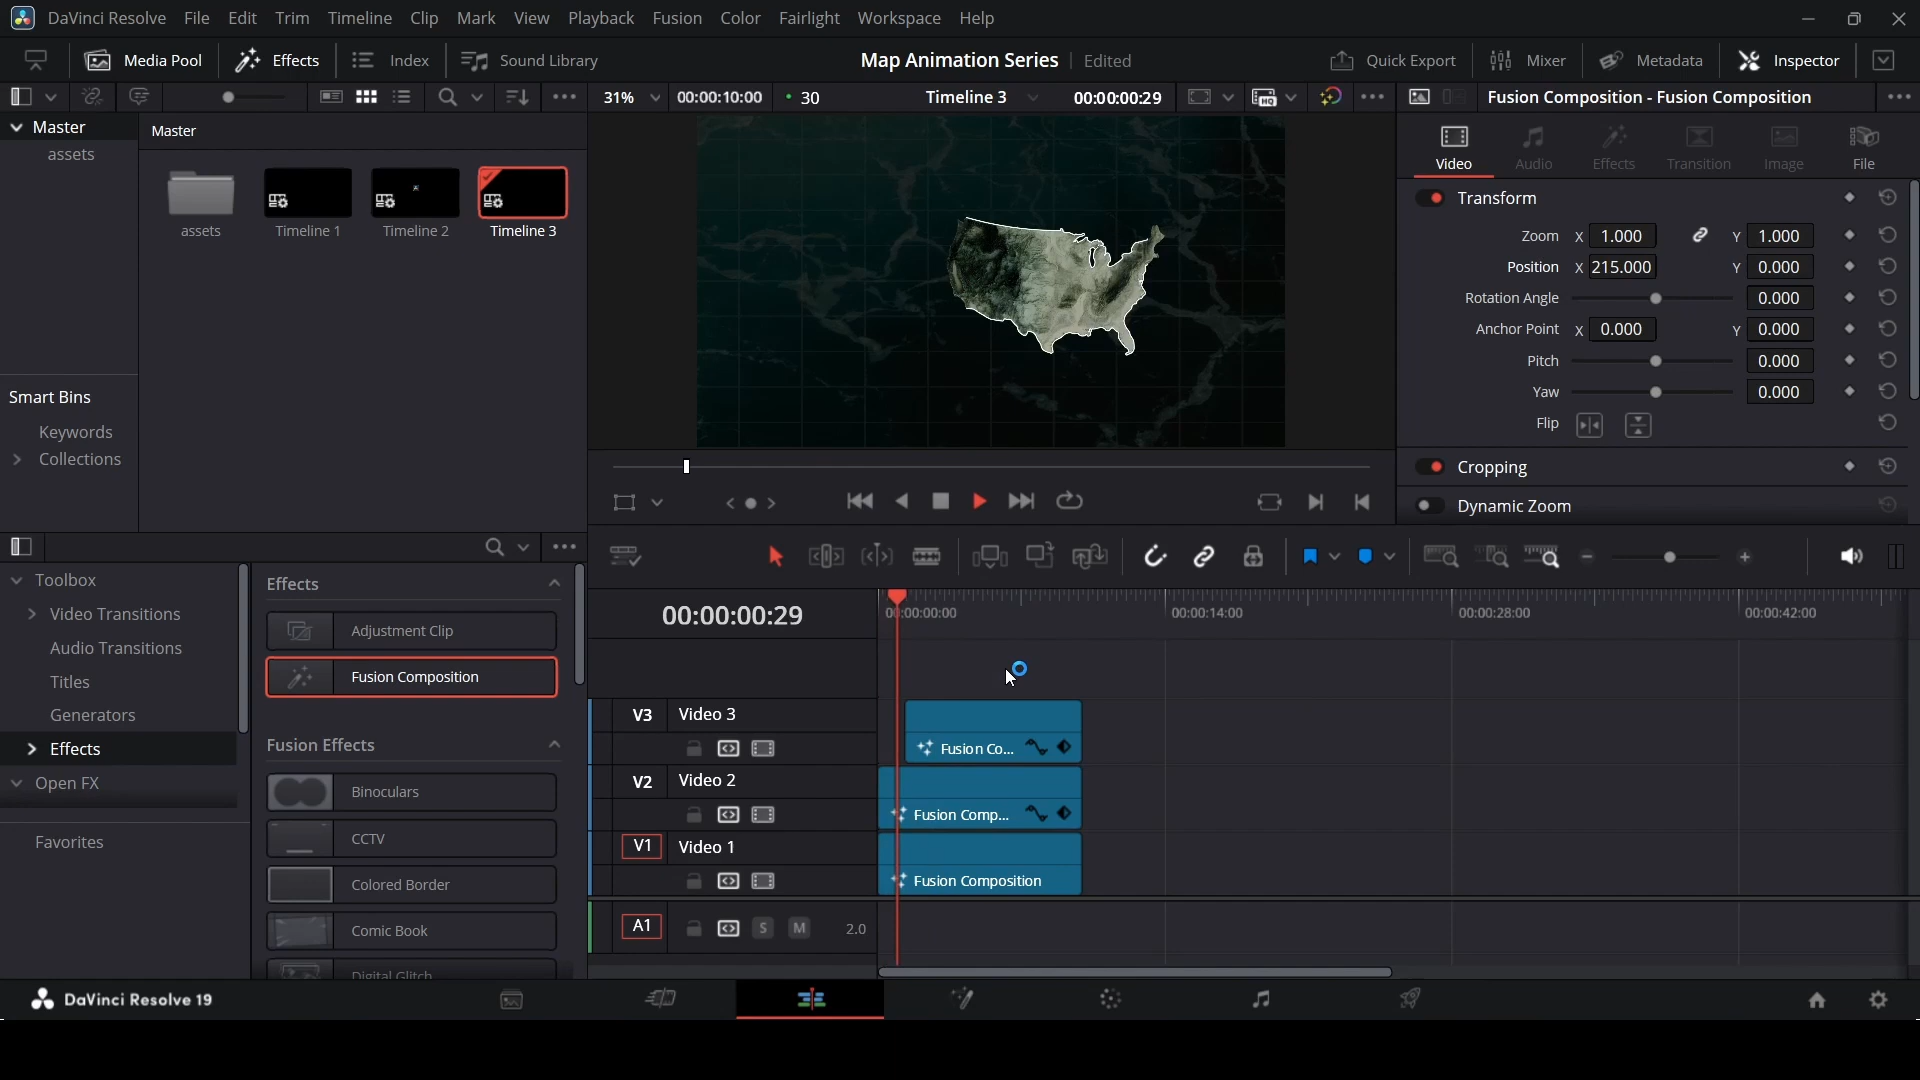 DaVinci Resolve File Edit Trim Timeline Clip Mark View Playback Fusion Color Fairlight Workspace Help
Media Pool Effects Index Sound Library Map Animation Series Edited Quick Export Mixer Metadata Inspector
31% 00:00:10:00 30 Timeline 3 00:00:00:29 Fusion Composition - Fusion Composition
Master
assets
Master
assets
Timeline 1
Timeline 2
Timeline 3
Smart Bins
Keywords
Collections
Video Audio Effects Transition Image File
Transform
Zoom X 1.000 Y 1.000
Position X 215.000 Y 0.000
Rotation Angle 0.000
Anchor Point X 0.000 Y 0.000
Pitch 0.000
Yaw 0.000
Flip
Cropping
Dynamic Zoom
Toolbox
Video Transitions
Audio Transitions
Titles
Generators
Effects
Open FX
Favorites
Effects
Adjustment Clip
Fusion Composition
Fusion Effects
Binoculars
CCTV
Colored Border
Comic Book
Digital Glitch
00:00:00:29
00:00:00:00 00:00:14:00 00:00:28:00 00:00:42:00
V3 Video 3
Fusion Co...
V2 Video 2
Fusion Comp...
V1 Video 1
Fusion Composition
A1 S M 2.0
DaVinci Resolve 19